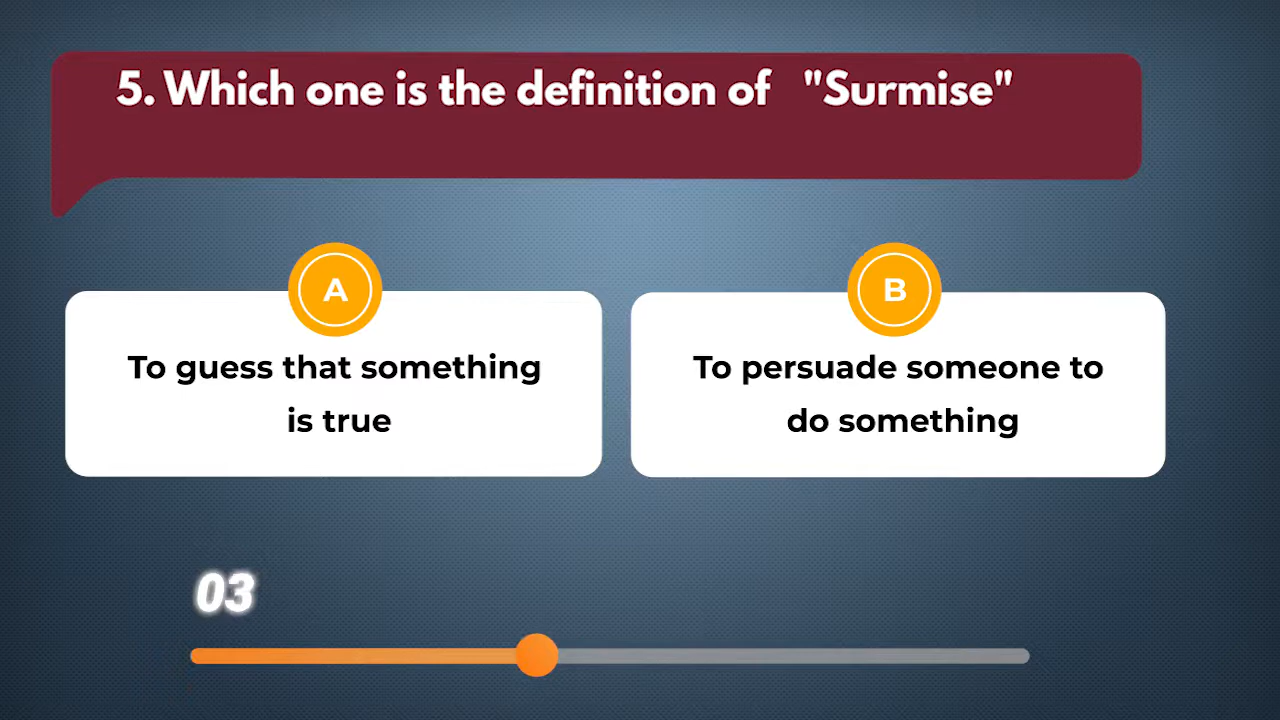 5. Which one is the definition of "Surmise"
A
B
To guess that something
is true
To persuade someone to
do something
03